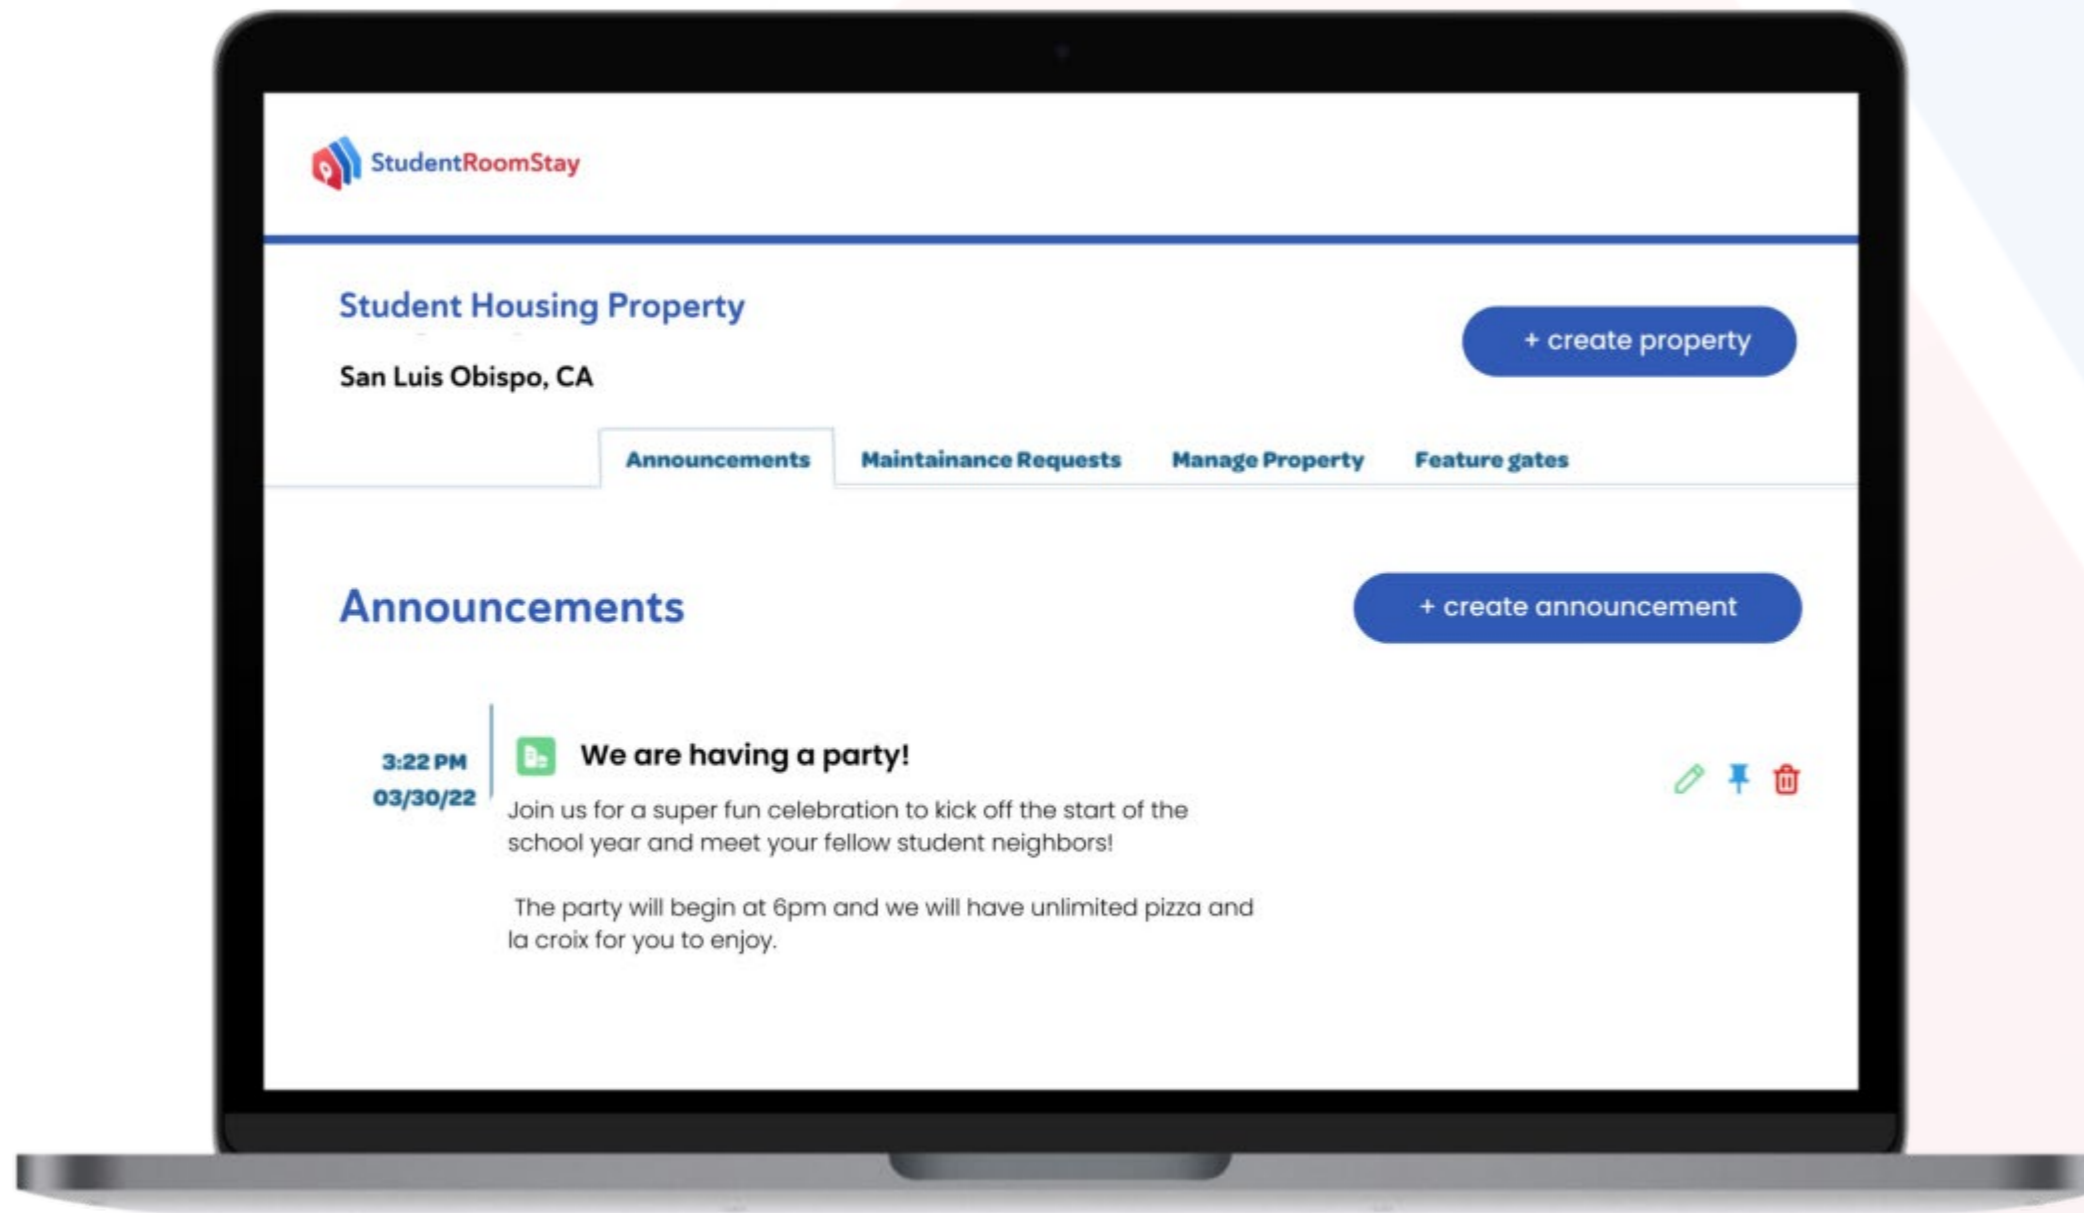 StudentRoomStay
Student Housing Property
+ create property
San Luis Obispo, CA
Announcements
Maintainance Requests
Manage Property
Feature gates
Announcements
+ create announcement
3:22 PM
03/30/22
We are having a party!
Join us for a super fun celebration to kick off the start of the
school year and meet your fellow student neighbors!
The party will begin at 6pm and we will have unlimited pizza and
la croix for you to enjoy.